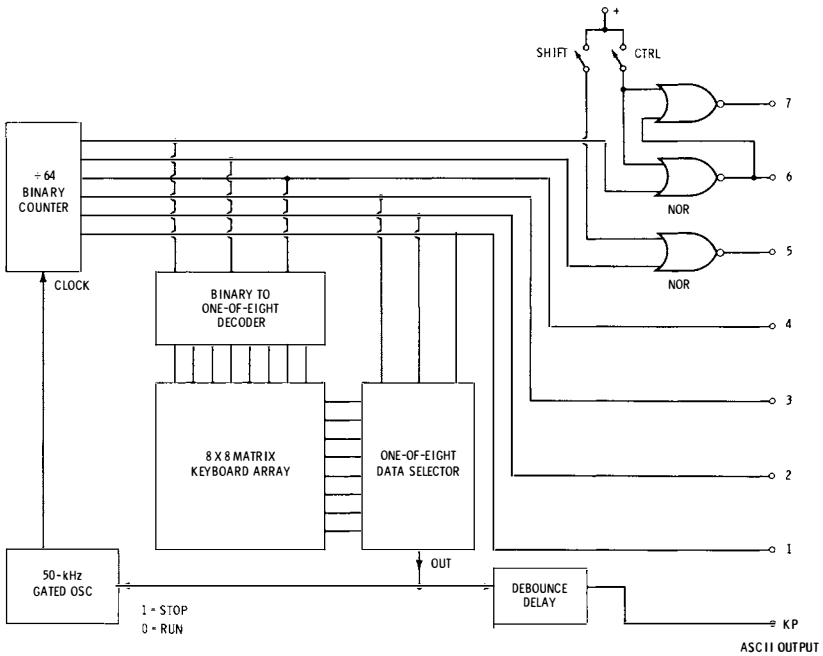 +
SHIFT
CTRL
7
÷64
BINARY
COUNTER
6
NOR
5
CLOCK
NOR
BINARY TO
ONE-OF-EIGHT
DECODER
4
3
8 X 8 MATRIX
KEYBOARD ARRAY
ONE-OF-EIGHT
DATA SELECTOR
2
1
OUT
50-kHz
GATED OSC
1 = STOP
0 = RUN
DEBOUNCE
DELAY
KP
ASCII OUTPUT